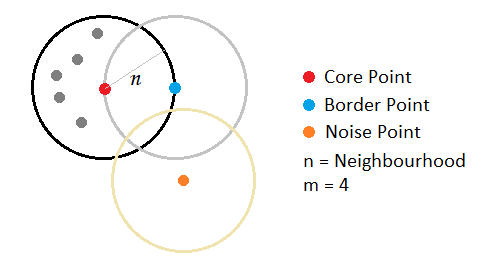 n
Core Point
Border Point
Noise Point
n = Neighbourhood
m = 4